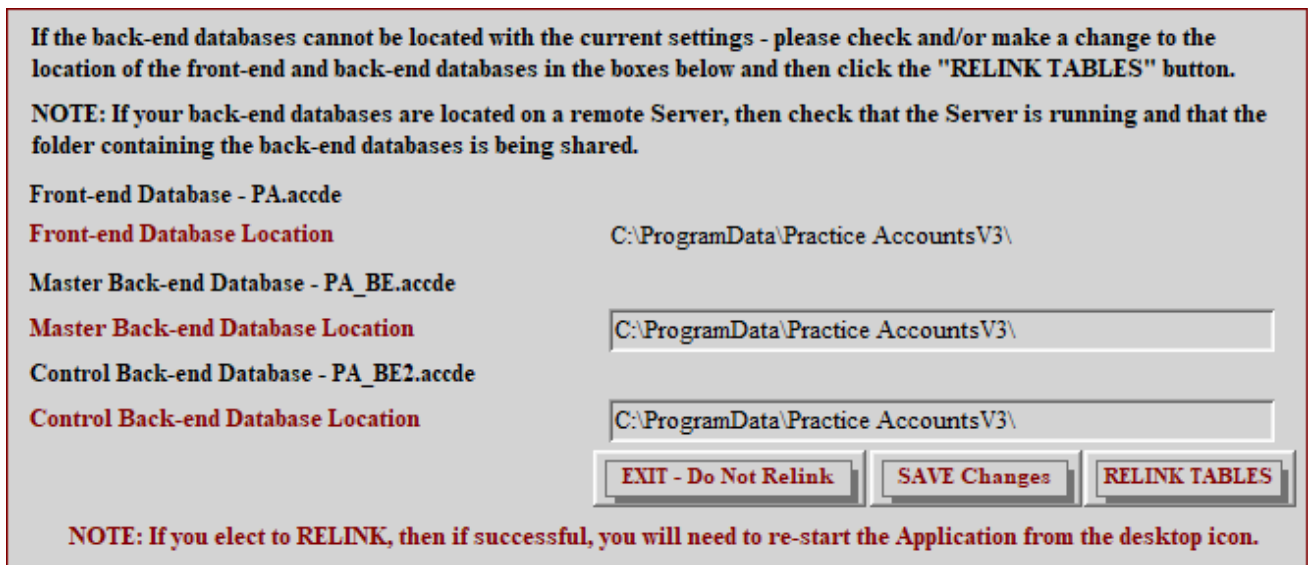 If the back-end databases cannot be located with the current settings - please check and/or make a change to the
location of the front-end and back-end databases in the boxes below and then click the "RELINK TABLES" button.
NOTE: If your back-end databases are located on a remote Server, then check that the Server is running and that the
folder containing the back-end databases is being shared.
Front-end Database - PA.accde
Front-end Database Location C:\ProgramData\Practice AccountsV3\
Master Back-end Database - PA_BE.accde
Master Back-end Database Location C:\ProgramData\Practice AccountsV3\
Control Back-end Database - PA_BE2.accde
Control Back-end Database Location C:\ProgramData\Practice AccountsV3\
EXIT - Do Not Relink SAVE Changes RELINK TABLES
NOTE: If you elect to RELINK, then if successful, you will need to re-start the Application from the desktop icon.